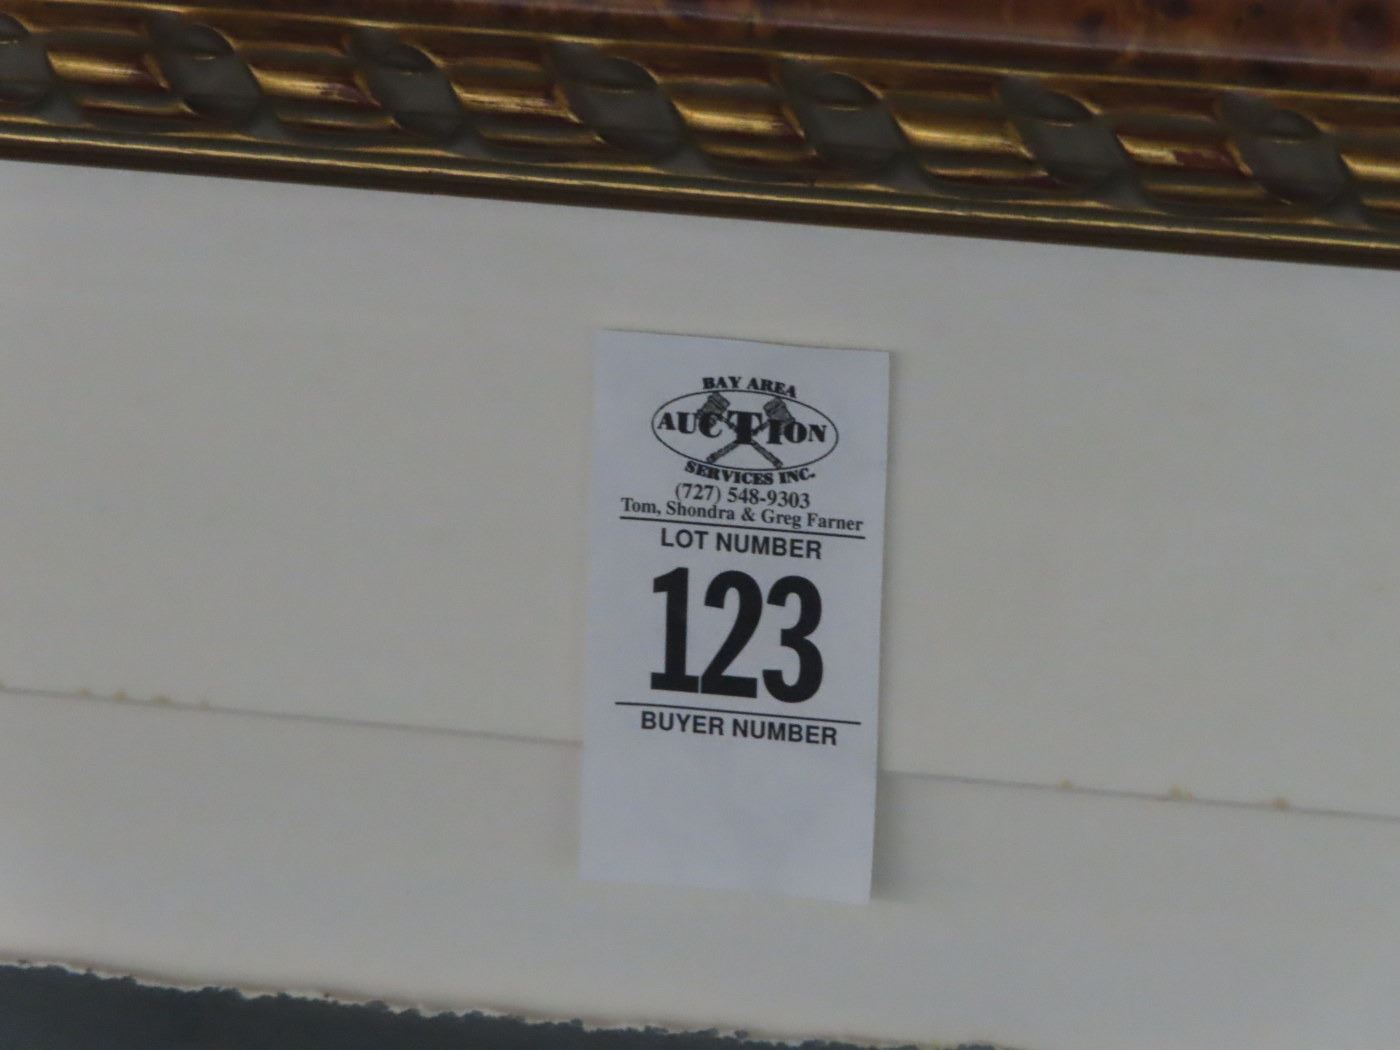 BAY AREA
AUCTION
SERVICES INC.
(727) 548-9303
Tom, Shondra & Greg Farner
LOT NUMBER
123
BUYER NUMBER